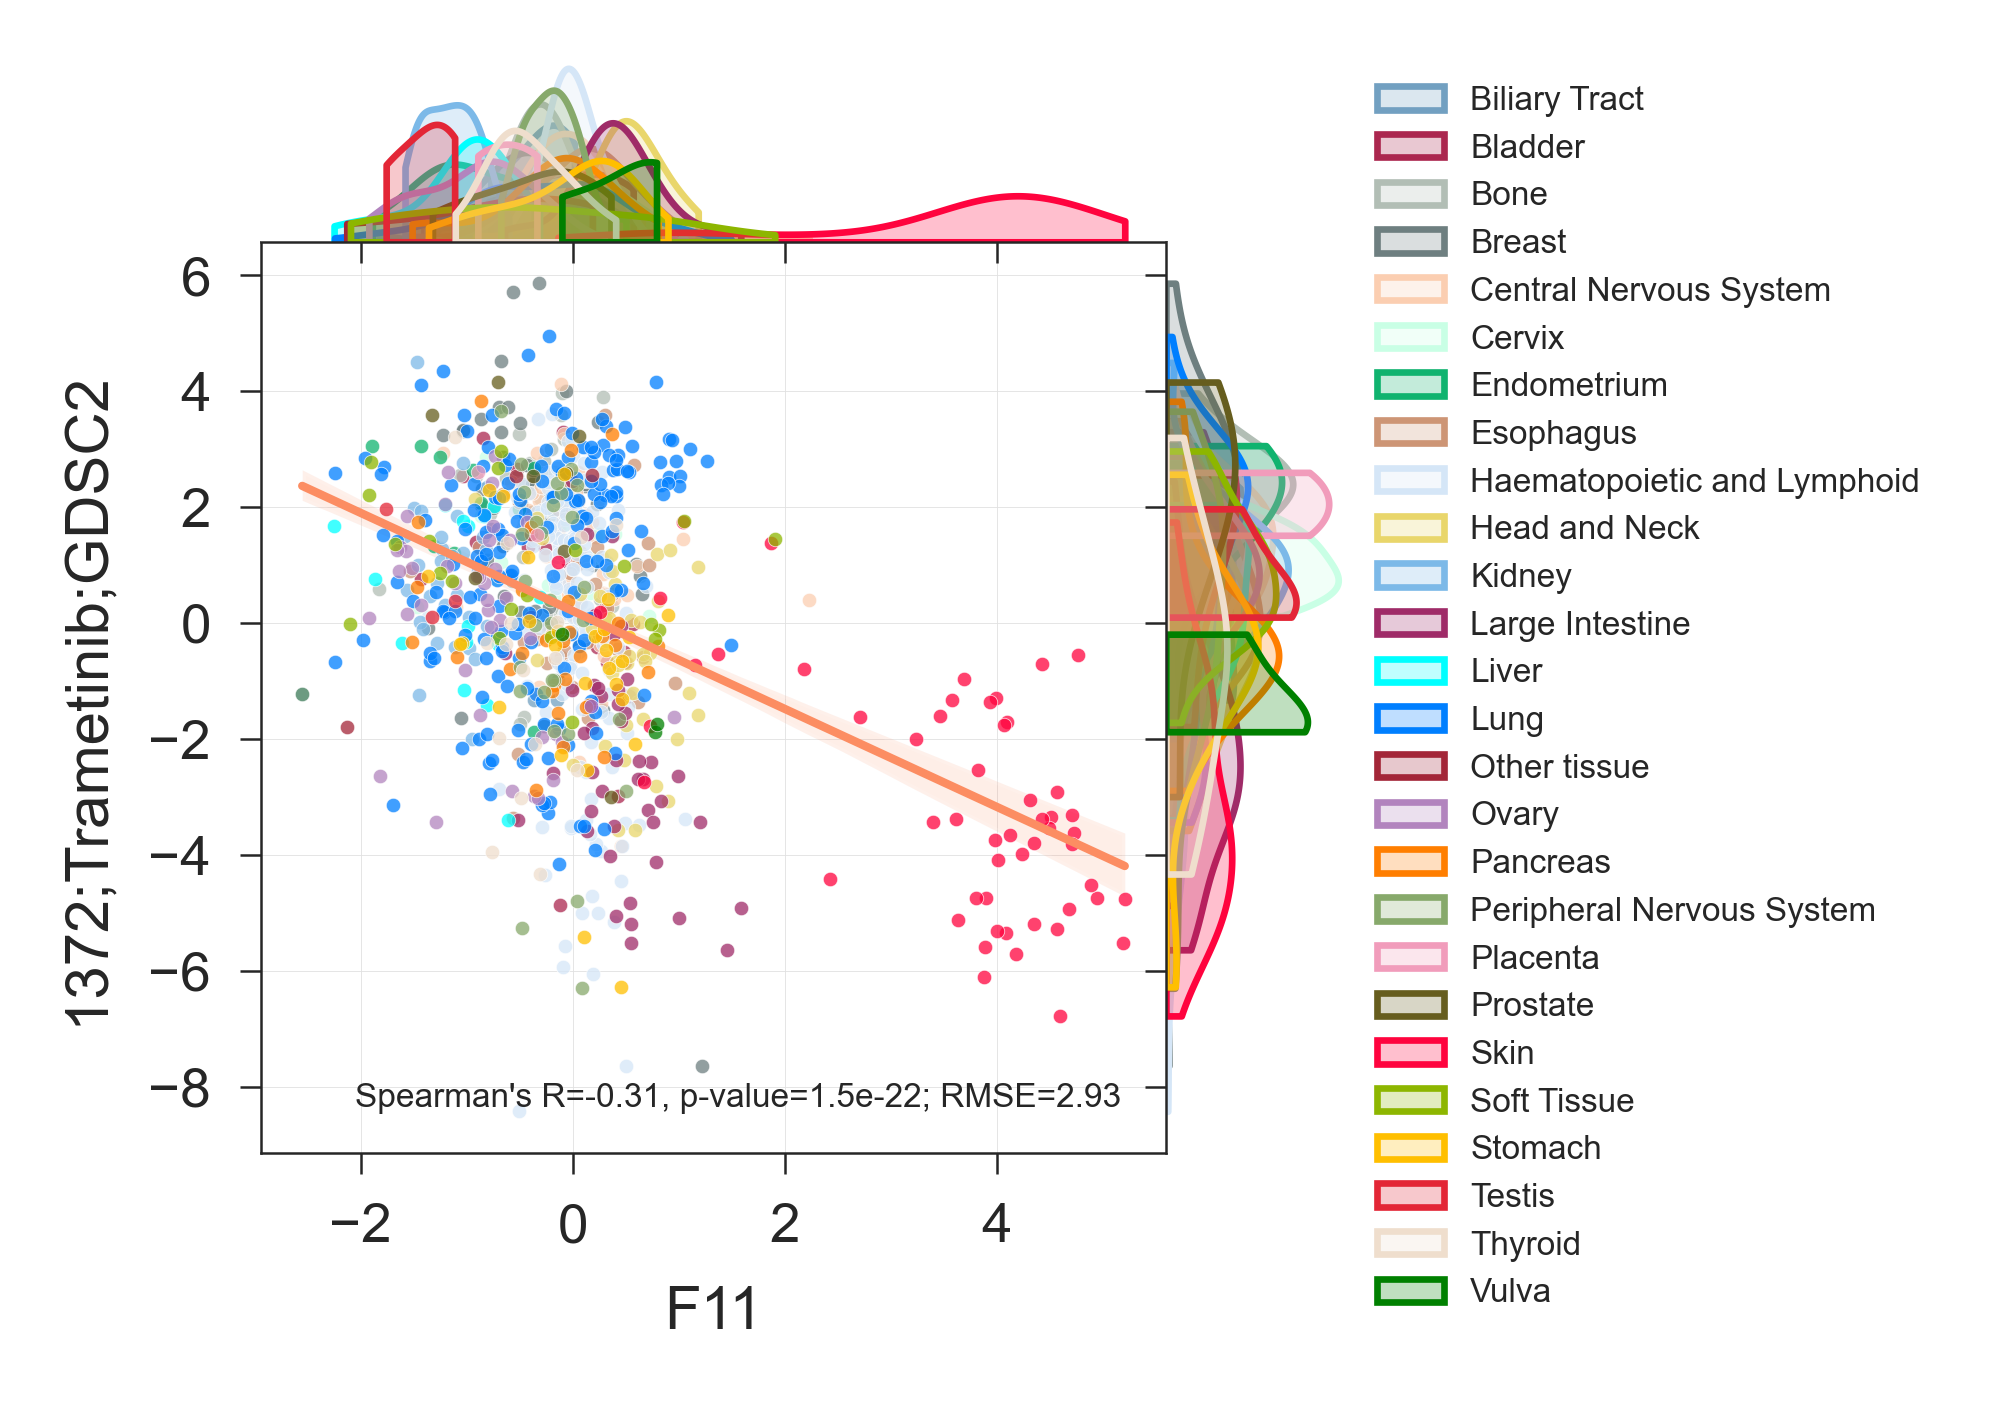 6
4
2
0
−2
−4
−6
−8
1372;Trametinib;GDSC2
Spearman's R=-0.31, p-value=1.5e-22; RMSE=2.93
−2
0
2
4
F11
Biliary Tract
Bladder
Bone
Breast
Central Nervous System
Cervix
Endometrium
Esophagus
Haematopoietic and Lymphoid
Head and Neck
Kidney
Large Intestine
Liver
Lung
Other tissue
Ovary
Pancreas
Peripheral Nervous System
Placenta
Prostate
Skin
Soft Tissue
Stomach
Testis
Thyroid
Vulva